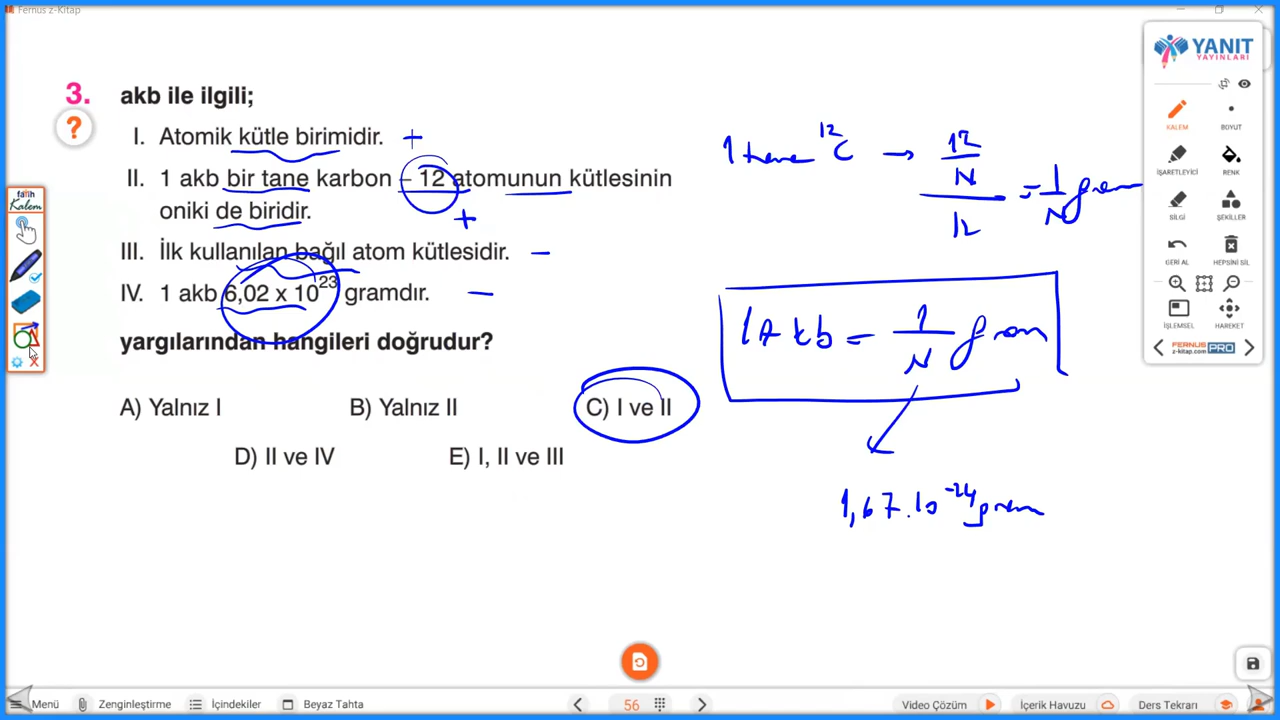 Fernus z-Kitap
YANIT
YAYINLARI
3. akb ile ilgili;
I. Atomik kütle birimidir. +
II. 1 akb bir tane karbon – 12 atomunun kütlesinin
oniki de biridir. +
III. İlk kullanılan bağıl atom kütlesidir. –
IV. 1 akb 6,02 x 10²³ gramdır. –
yargılarından hangileri doğrudur?
A) Yalnız I B) Yalnız II C) I ve II
D) II ve IV E) I, II ve III
1 tane ¹²C → 12/N / 12 = 1/N gram
1 Akb = 1/N gram
1,67.10⁻²⁴ gram
fatih
Kalem
KALEM BOYUT
İŞARETLEYİCİ RENK
SİLGİ ŞEKİLLER
GERİ AL HEPSİNİ SİL
İŞLEMSEL HAREKET
FERNUS
z-kitap.com PRO
Menü Zenginleştirme İçindekiler Beyaz Tahta 56 Video Çözüm İçerik Havuzu Ders Tekrarı